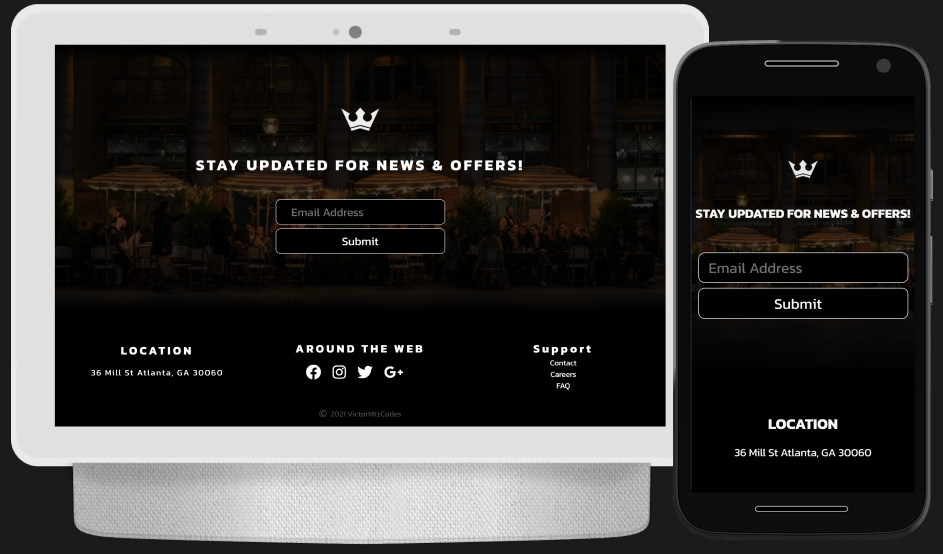 STAY UPDATED FOR NEWS & OFFERS!
Email Address
Submit
LOCATION
36 Mill St Atlanta, GA 30060
AROUND THE WEB
G+
Support
Contact
Careers
FAQ
© 2021 VictorMtzCodes
STAY UPDATED FOR NEWS & OFFERS!
Email Address
Submit
LOCATION
36 Mill St Atlanta, GA 30060